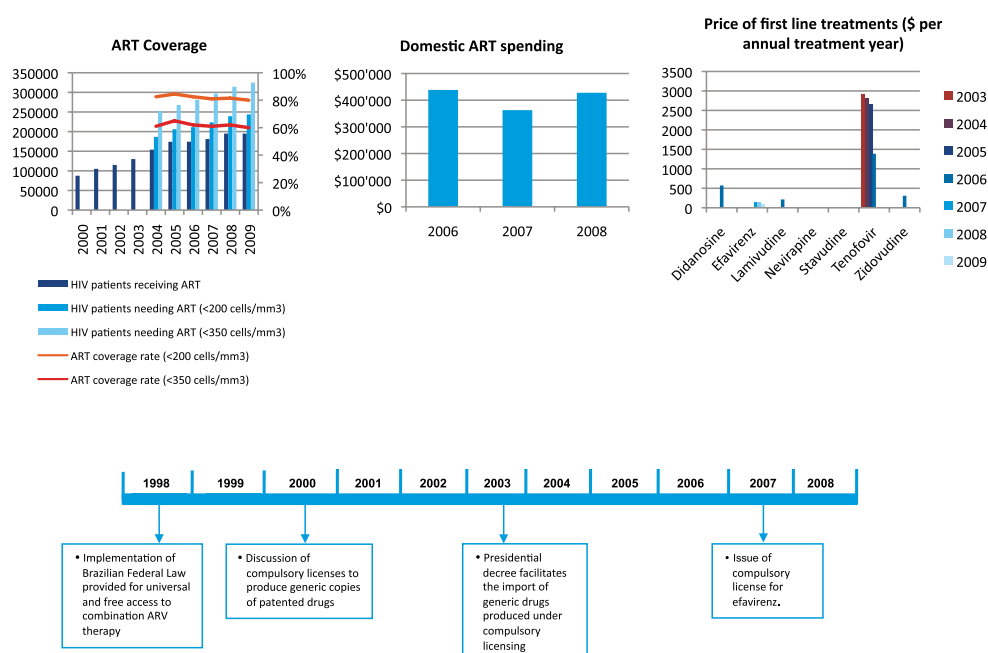 ART Coverage
350000
300000
250000
200000
150000
100000
50000
0
100%
80%
60%
40%
20%
0%
2000
2001
2002
2003
2004
2005
2006
2007
2008
2009
HIV patients receiving ART
HIV patients needing ART (<200 cells/mm3)
HIV patients needing ART (<350 cells/mm3)
ART coverage rate (<200 cells/mm3)
ART coverage rate (<350 cells/mm3)
Domestic ART spending
$500'000
$400'000
$300'000
$200'000
$100'000
$0
2006
2007
2008
Price of first line treatments ($ per
annual treatment year)
3500
3000
2500
2000
1500
1000
500
0
Didanosine
Efavirenz
Lamivudine
Nevirapine
Stavudine
Tenofovir
Zidovudine
2003
2004
2005
2006
2007
2008
2009
1998
1999
2000
2001
2002
2003
2004
2005
2006
2007
2008
• Implementation of
Brazilian Federal Law
provided for universal
and free access to
combination ARV
therapy
• Discussion of
compulsory licenses to
produce generic copies
of patented drugs
• Presidential
decree facilitates
the import of
generic drugs
produced under
compulsory
licensing
• Issue of
compulsory
license for
efavirenz.